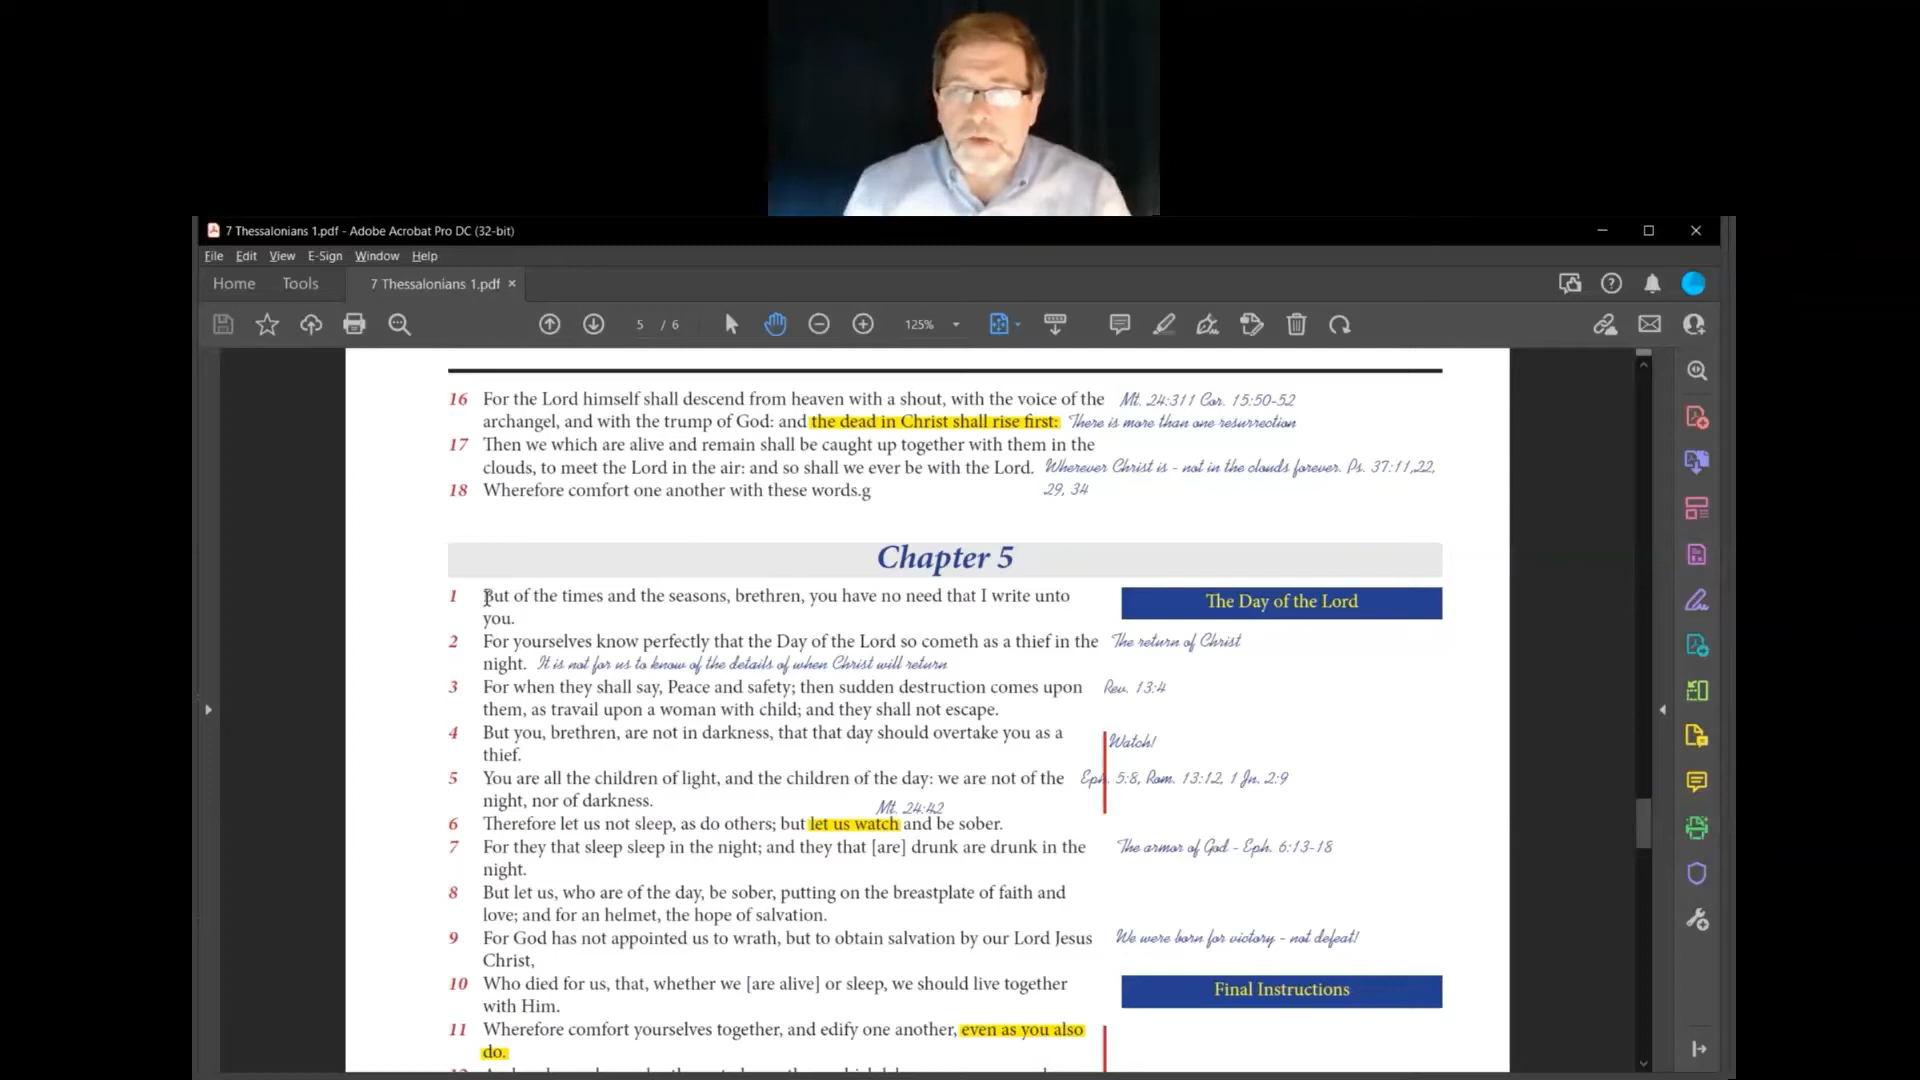 7 Thessalonians 1.pdf - Adobe Acrobat Pro DC (32-bit)
File Edit View E-Sign Window Help
Home Tools 7 Thessalonians 1.pdf ×
5 / 6 125%
16 For the Lord himself shall descend from heaven with a shout, with the voice of the Mt. 24:311 Cor. 15:50-52
archangel, and with the trump of God: and the dead in Christ shall rise first: There is more than one resurrection
17 Then we which are alive and remain shall be caught up together with them in the
clouds, to meet the Lord in the air: and so shall we ever be with the Lord. Wherever Christ is - not in the clouds forever. Ps. 37:11,22,
18 Wherefore comfort one another with these words.g 29, 34
Chapter 5
1 But of the times and the seasons, brethren, you have no need that I write unto The Day of the Lord
you.
2 For yourselves know perfectly that the Day of the Lord so cometh as a thief in the The return of Christ
night. It is not for us to know of the details of when Christ will return
3 For when they shall say, Peace and safety; then sudden destruction comes upon Rev. 13:4
them, as travail upon a woman with child; and they shall not escape.
4 But you, brethren, are not in darkness, that that day should overtake you as a Watch!
thief.
5 You are all the children of light, and the children of the day: we are not of the Eph. 5:8, Rom. 13:12, 1 Jn. 2:9
night, nor of darkness. Mt. 24:42
6 Therefore let us not sleep, as do others; but let us watch and be sober.
7 For they that sleep sleep in the night; and they that [are] drunk are drunk in the The armor of God - Eph. 6:13-18
night.
8 But let us, who are of the day, be sober, putting on the breastplate of faith and
love; and for an helmet, the hope of salvation.
9 For God has not appointed us to wrath, but to obtain salvation by our Lord Jesus We were born for victory - not defeat!
Christ,
10 Who died for us, that, whether we [are alive] or sleep, we should live together Final Instructions
with Him.
11 Wherefore comfort yourselves together, and edify one another, even as you also
do.